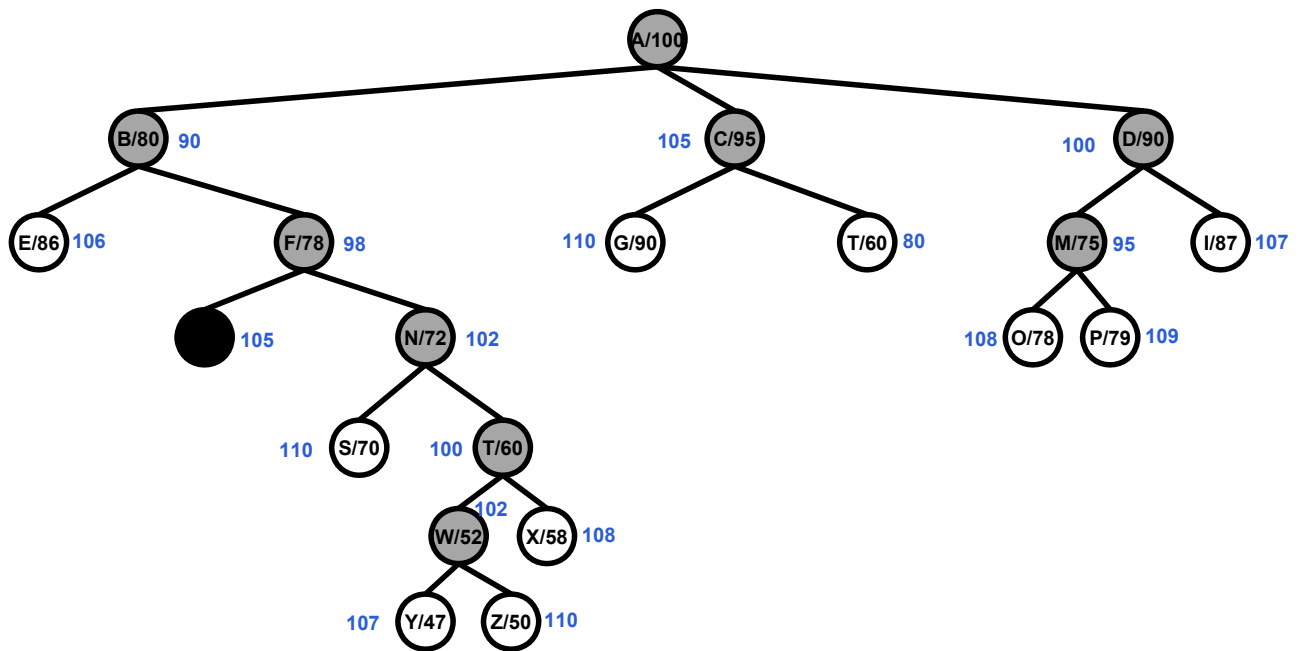 A/100
B/80 90 105 C/95 100 D/90
E/86 106 F/78 98 110 G/90 T/60 80 M/75 95 I/87 107
105 N/72 102 108 O/78 P/79 109
110 S/70 100 T/60
102
W/52 X/58 108
107 Y/47 Z/50 110